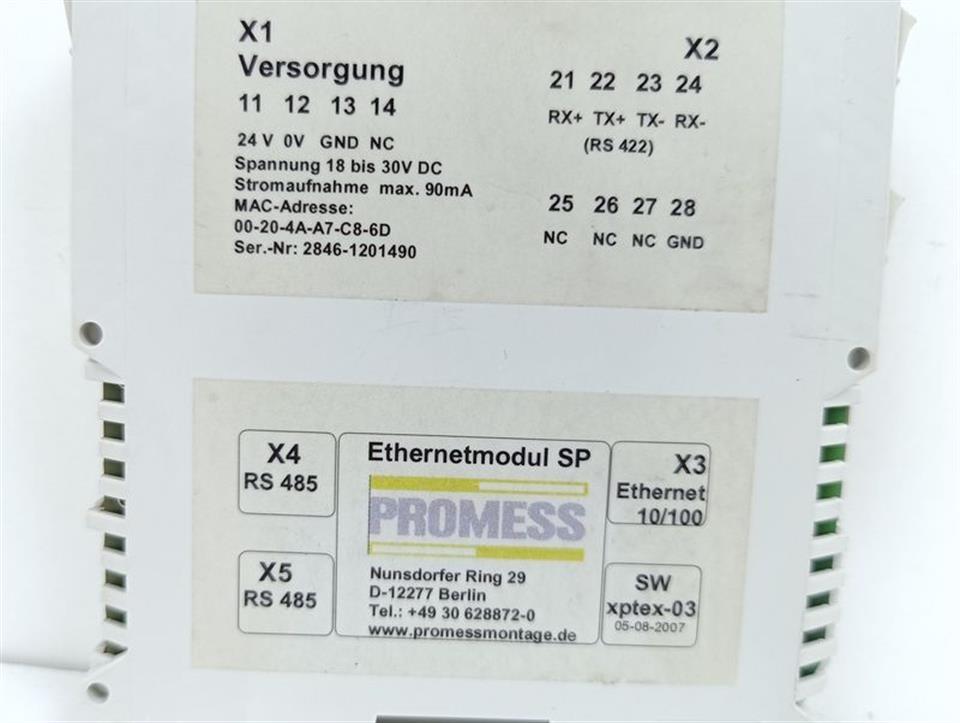 X1
Versorgung
11 12 13 14
24 V 0V GND NC
Spannung 18 bis 30V DC
Stromaufnahme max. 90mA
MAC-Adresse:
00-20-4A-A7-C8-6D
Ser.-Nr: 2846-1201490
X2
21 22 23 24
RX+ TX+ TX- RX-
(RS 422)
25 26 27 28
NC NC NC GND
X4
RS 485
X5
RS 485
Ethernetmodul SP
PROMESS
Nunsdorfer Ring 29
D-12277 Berlin
Tel.: +49 30 628872-0
www.promessmontage.de
X3
Ethernet
10/100
SW
xptex-03
05-08-2007